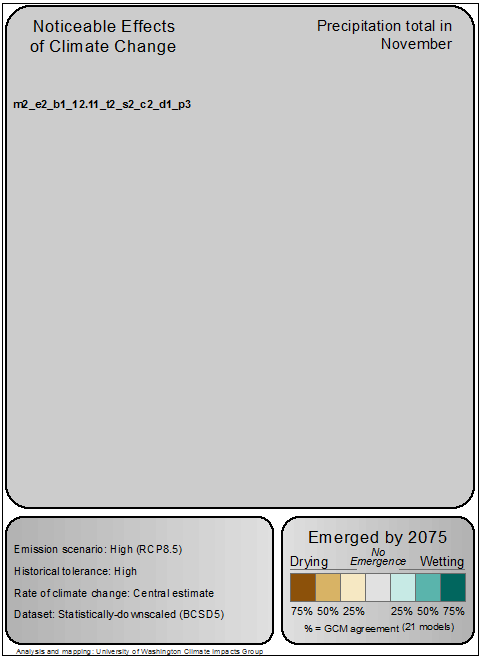 Noticeable Effects
of Climate Change
Precipitation total in
November
m2_e2_b1_12.11_t2_s2_c2_d1_p3
Emission scenario: High (RCP8.5)
Historical tolerance: High
Rate of climate change: Central estimate
Dataset: Statistically-downscaled (BCSD5)
Emerged by 2075
Drying No Emergence Wetting
75% 50% 25% 25% 50% 75%
% = GCM agreement (21 models)
Analysis and mapping: University of Washington Climate Impacts Group